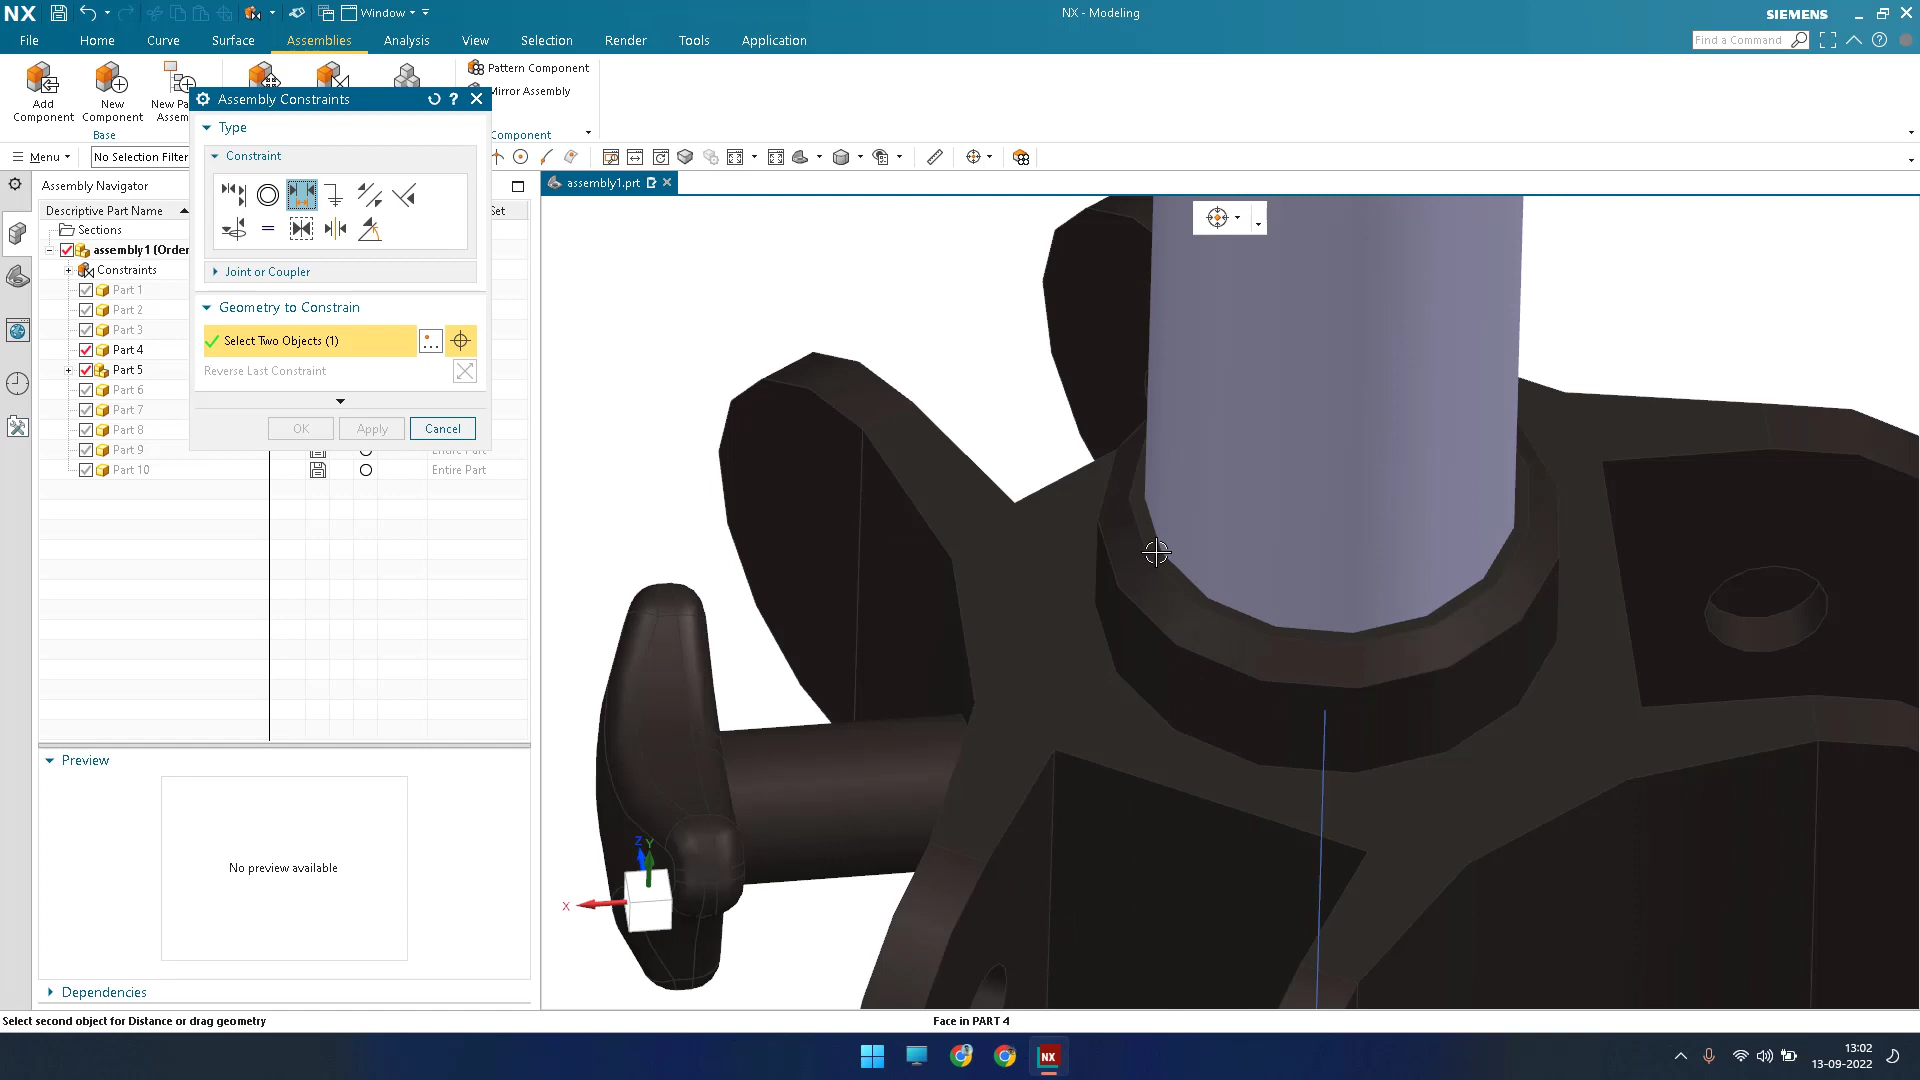 NX
Window
NX - Modeling
SIEMENS
File
Home
Curve
Surface
Assemblies
Analysis
View
Selection
Render
Tools
Application
Find a Command
Add
Component
New
Component
New Pa
Assem
Base
Pattern Component
Mirror Assembly
Component
Assembly Constraints
Type
Constraint
Joint or Coupler
Geometry to Constrain
Select Two Objects (1)
Reverse Last Constraint
OK
Apply
Cancel
Menu
No Selection Filter
Assembly Navigator
Descriptive Part Name
Set
Sections
assembly1 (Order
Constraints
Part 1
Part 2
Part 3
Part 4
Part 5
Part 6
Part 7
Part 8
Part 9
Entire Part
Part 10
Entire Part
assembly1.prt
Preview
No preview available
Dependencies
Z
Y
X
Select second object for Distance or drag geometry
Face in PART 4
NX
13:02
13-09-2022